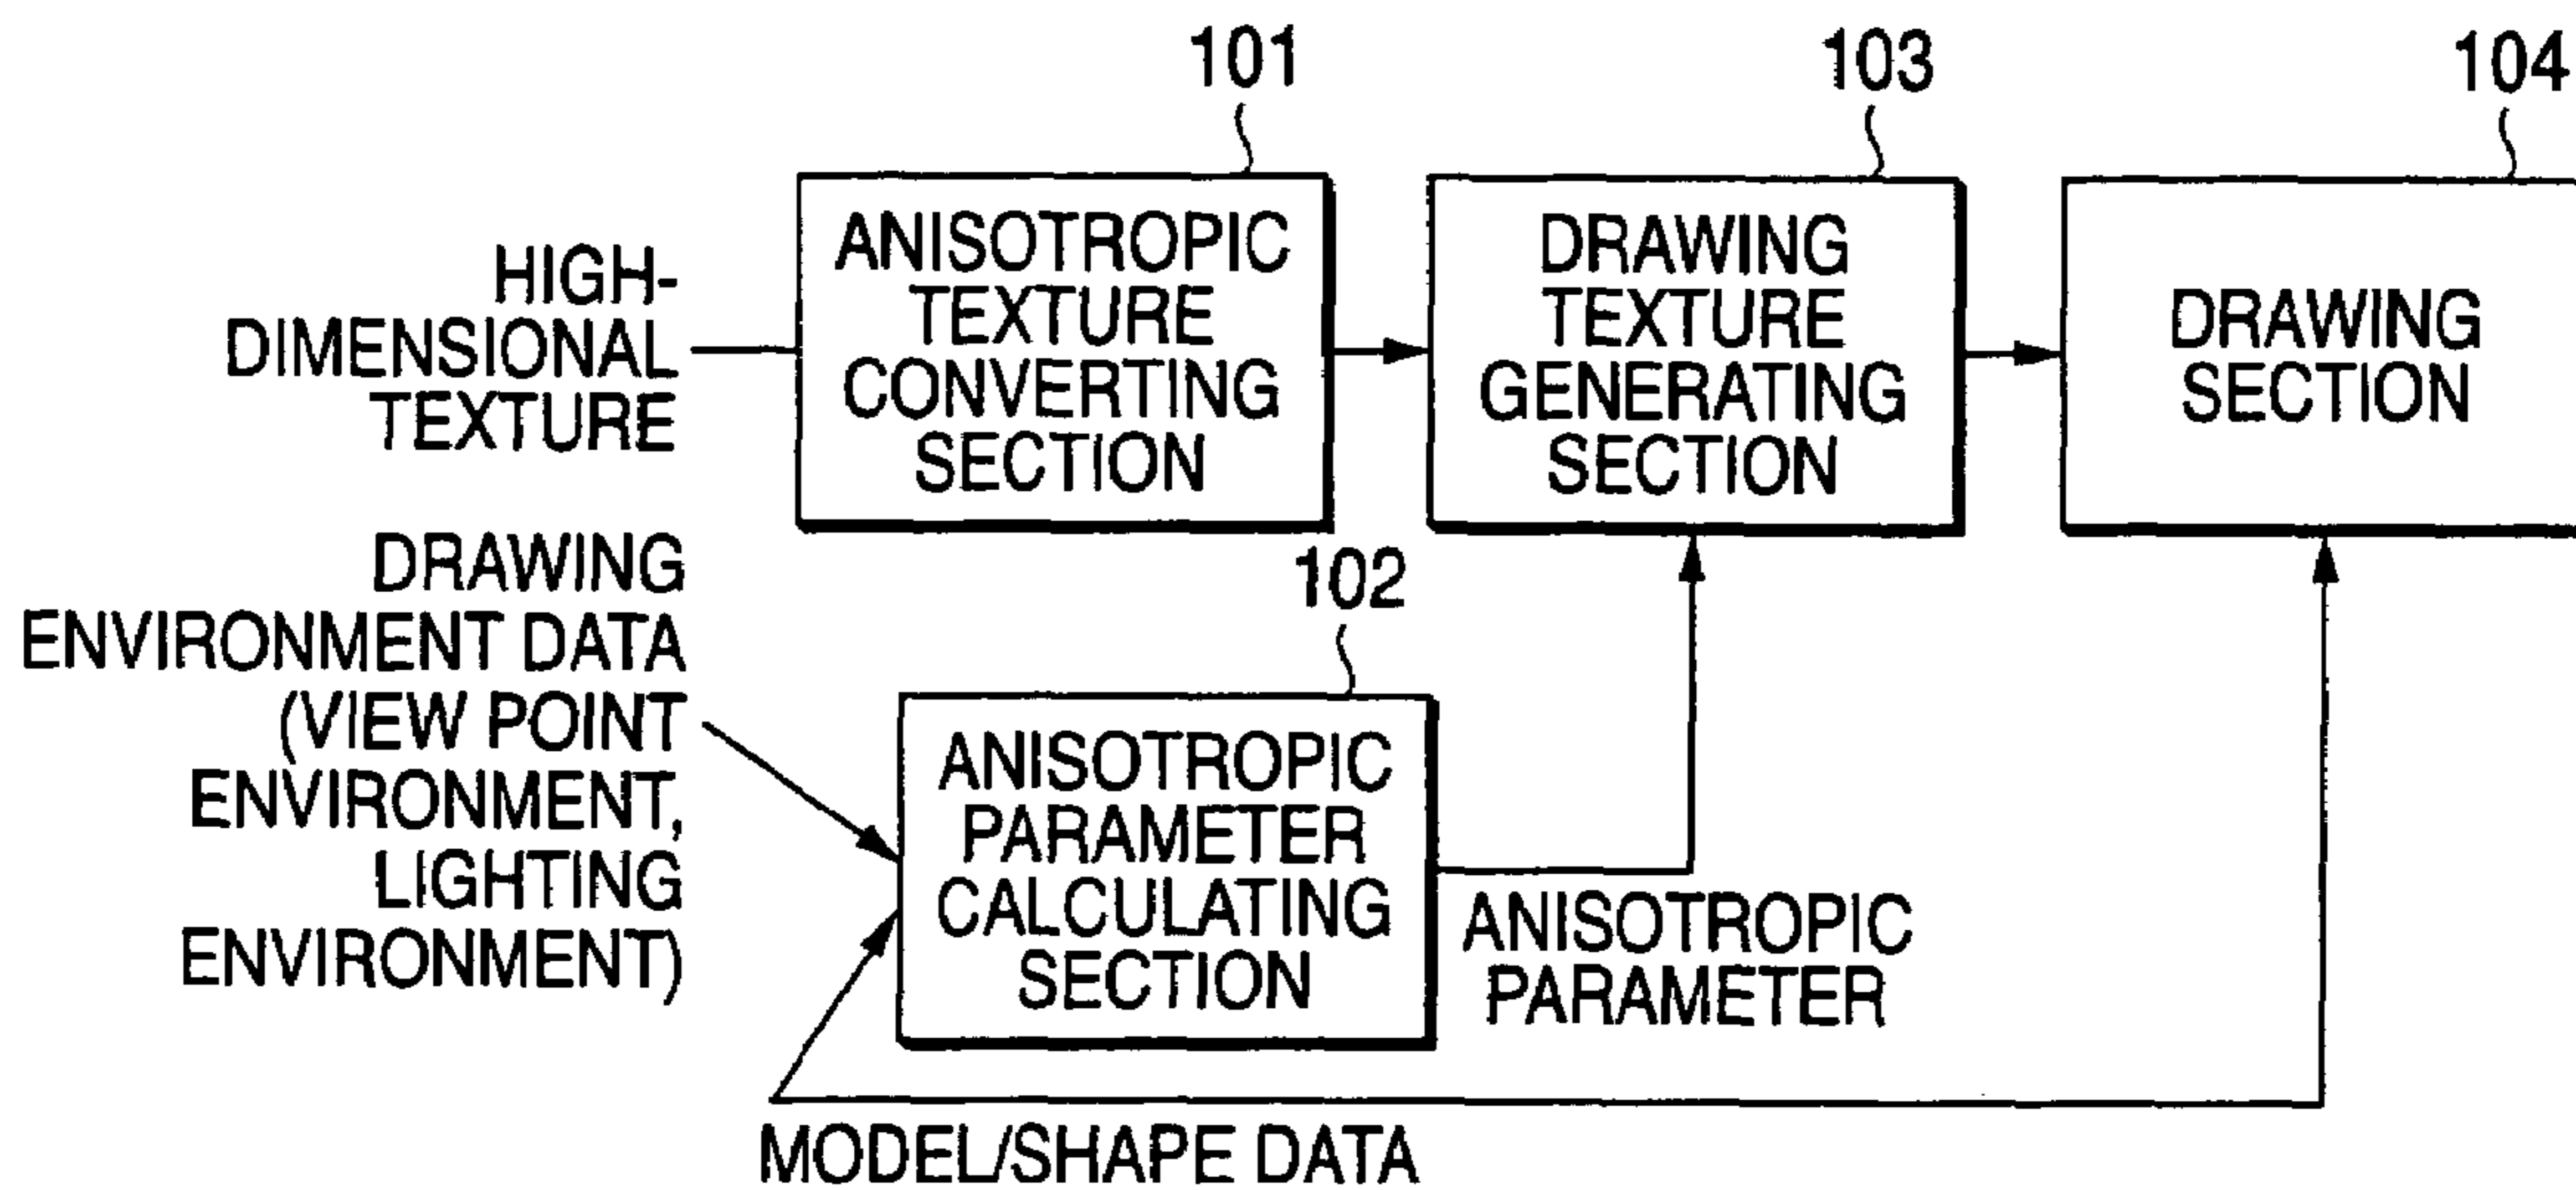 101
103
104
HIGH-
DIMENSIONAL
TEXTURE
ANISOTROPIC
TEXTURE
CONVERTING
SECTION
DRAWING
TEXTURE
GENERATING
SECTION
DRAWING
SECTION
DRAWING
ENVIRONMENT DATA
(VIEW POINT
ENVIRONMENT,
LIGHTING
ENVIRONMENT)
102
ANISOTROPIC
PARAMETER
CALCULATING
SECTION
ANISOTROPIC
PARAMETER
MODEL/SHAPE DATA